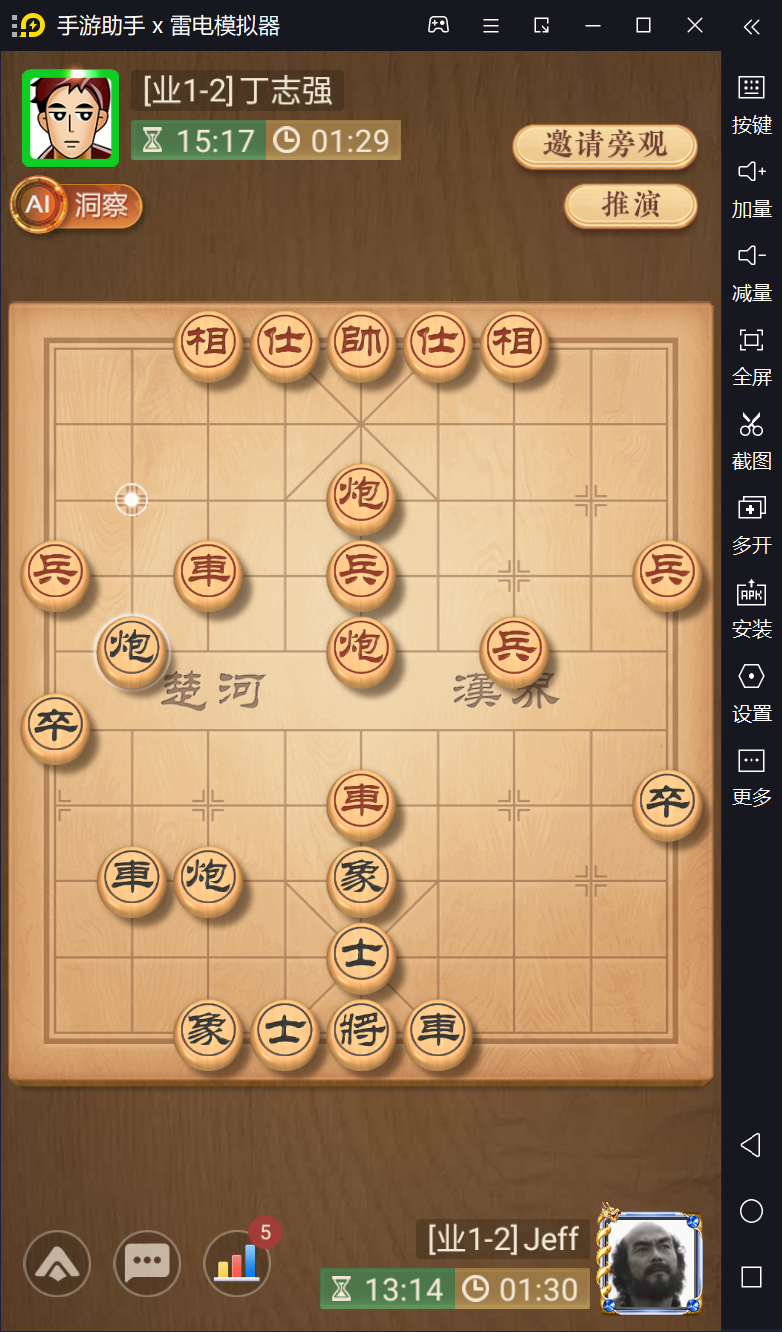 手游助手 x 雷电模拟器
[业1-2]丁志强
15:17 01:29
邀请旁观
AI 洞察
推演
相 仕 帥 仕 相
炮
兵 車 兵 兵
炮 炮 兵
楚河 漢界
卒
車 卒
車 炮 象
士
象 士 將 車
5
[业1-2]Jeff
13:14 01:30
按键
加量
减量
全屏
截图
多开
APK
安装
设置
更多